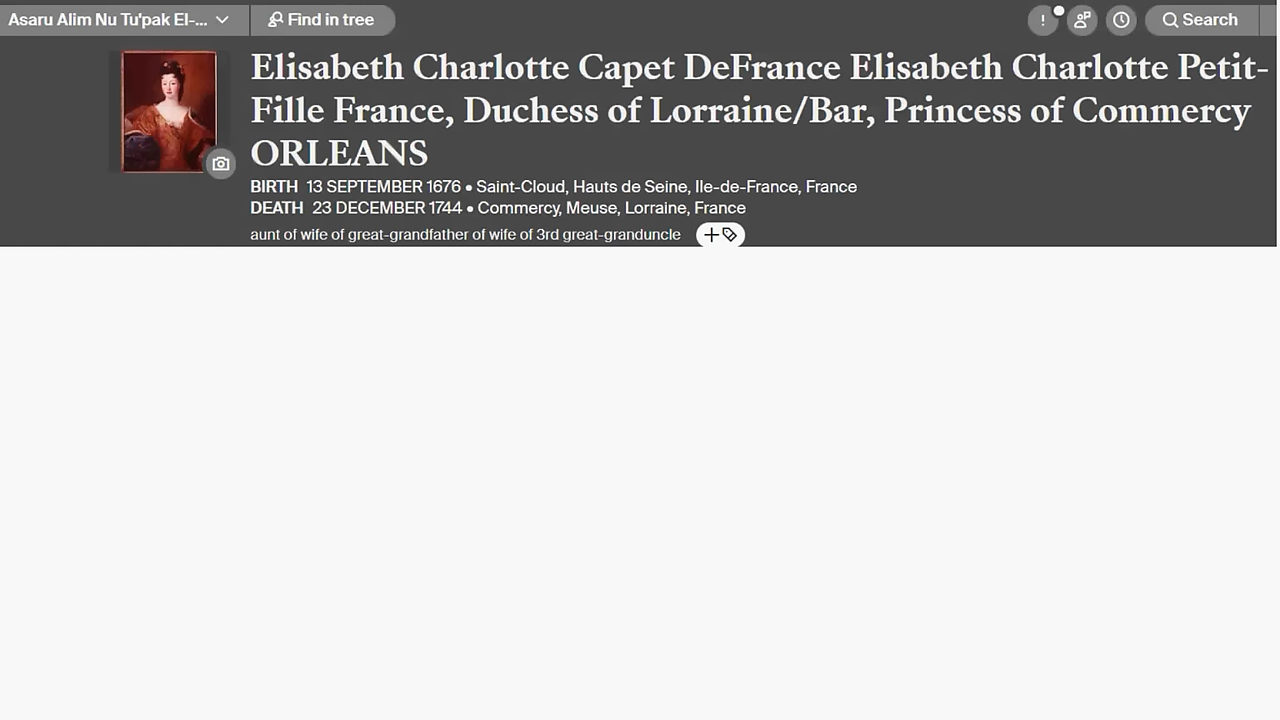 Asaru Alim Nu Tu'pak El-...
Find in tree
!
Search
Elisabeth Charlotte Capet DeFrance Elisabeth Charlotte Petit-
Fille France, Duchess of Lorraine/Bar, Princess of Commercy
ORLEANS
BIRTH 13 SEPTEMBER 1676 • Saint-Cloud, Hauts de Seine, Ile-de-France, France
DEATH 23 DECEMBER 1744 • Commercy, Meuse, Lorraine, France
aunt of wife of great-grandfather of wife of 3rd great-granduncle